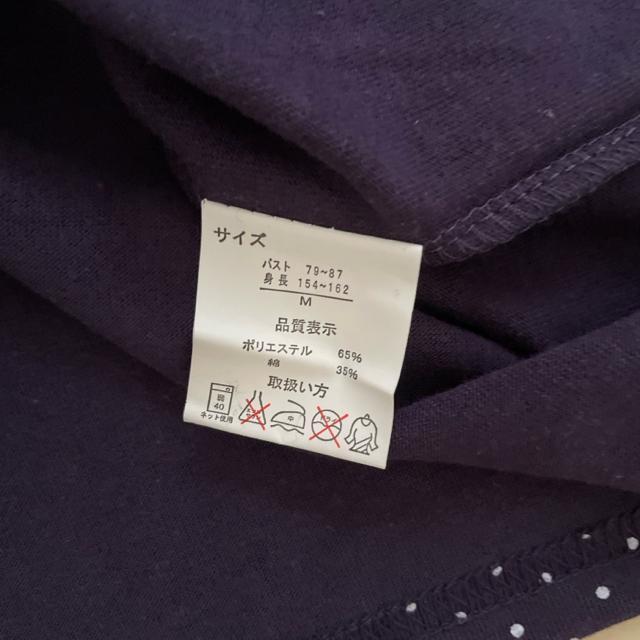 サイズ
バスト 79~87
身長 154~162
M
品質表示
ポリエステル 65%
綿 35%
取扱い方
弱
40
中
ネット使用